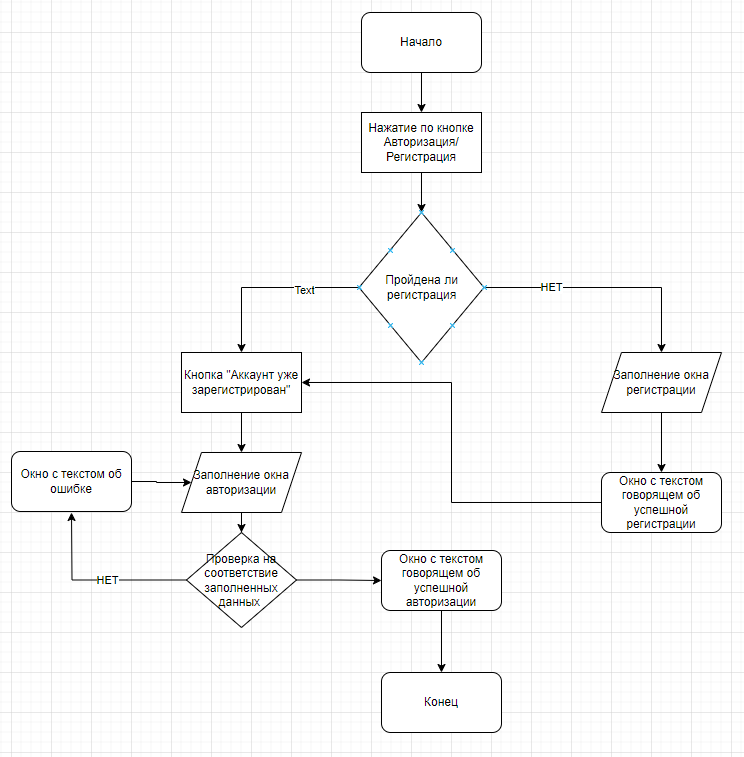 Начало
Нажатие по кнопке
Авторизация/
Регистрация
Пройдена ли
регистрация
Text
НЕТ
Кнопка "Аккаунт уже
зарегистрирован"
Заполнение окна
регистрации
Окно с текстом об
ошибке
Заполнение окна
авторизации
Окно с текстом
говорящем об
успешной
регистрации
Проверка на
соответствие
заполненных
данных
НЕТ
Окно с текстом
говорящем об
успешной
авторизации
Конец